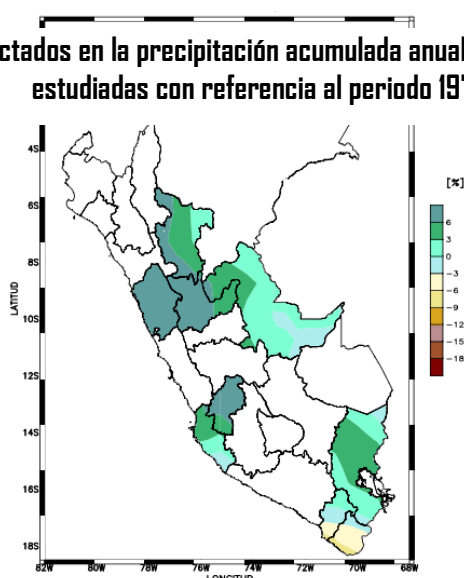 ctados en la precipitación acumulada anual
estudiadas con referencia al periodo 19
4S
6S
8S
10S
12S
14S
16S
18S
LATITUD
82W 80W 78W 76W 74W 72W 70W 68W
LONGITUD
[%]
6
3
0
-3
-6
-9
-12
-15
-18